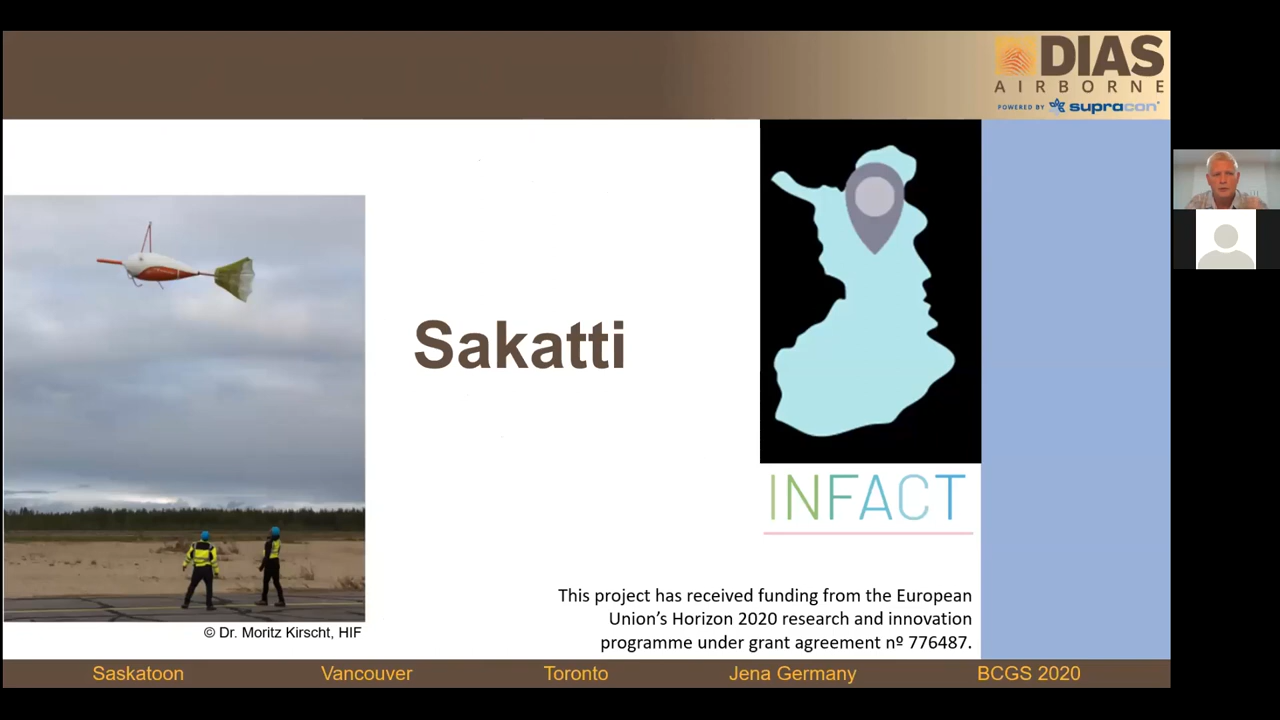 DIAS
AIRBORNE
POWERED BY supracon
Sakatti
INFACT
This project has received funding from the European
Union's Horizon 2020 research and innovation
programme under grant agreement nº 776487.
© Dr. Moritz Kirscht, HIF
Saskatoon Vancouver Toronto Jena Germany BCGS 2020